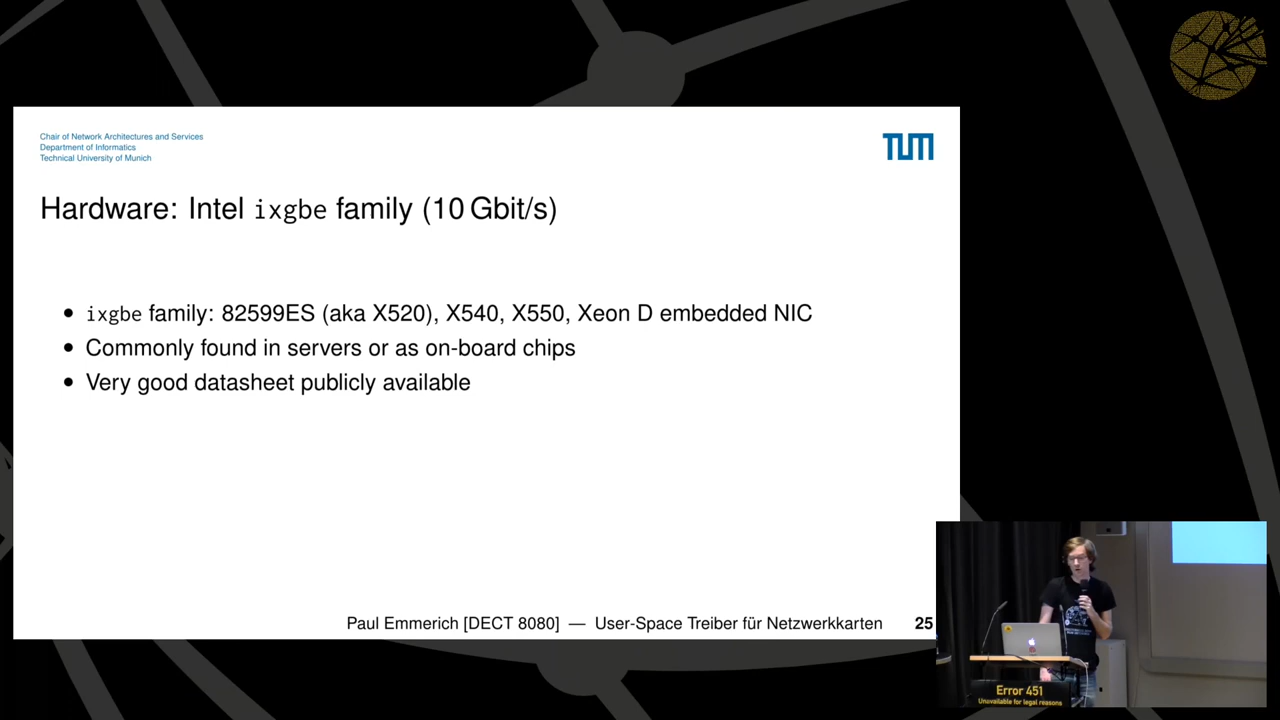 Chair of Network Architectures and Services
Department of Informatics
Technical University of Munich
TUM
Hardware: Intel ixgbe family (10 Gbit/s)
• ixgbe family: 82599ES (aka X520), X540, X550, Xeon D embedded NIC
• Commonly found in servers or as on-board chips
• Very good datasheet publicly available
Paul Emmerich [DECT 8080] — User-Space Treiber für Netzwerkkarten 25
Error 451
Unavailable for legal reasons